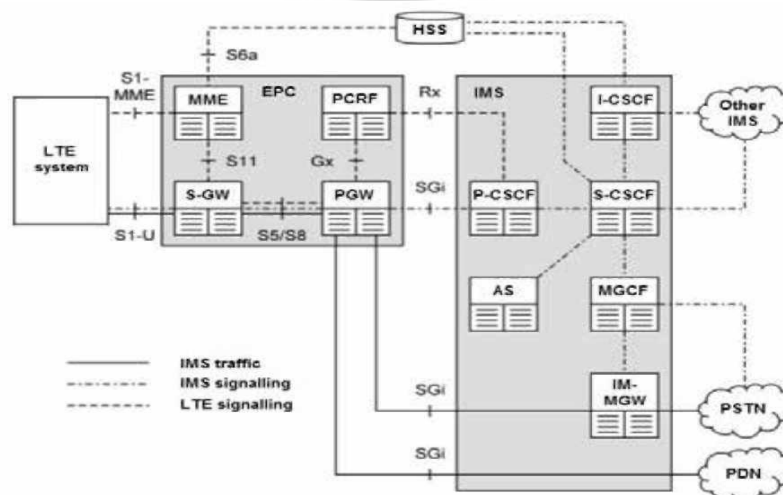 HSS
S6a
S1-
MME
MME
EPC
PCRF
Rx
IMS
I-CSCF
Other
IMS
LTE
system
S11
Gx
S-GW
PGW
SGi
P-CSCF
S-CSCF
S1-U
S5/S8
AS
MGCF
IMS traffic
IMS signalling
LTE signalling
SGi
IM-
MGW
PSTN
SGi
PDN